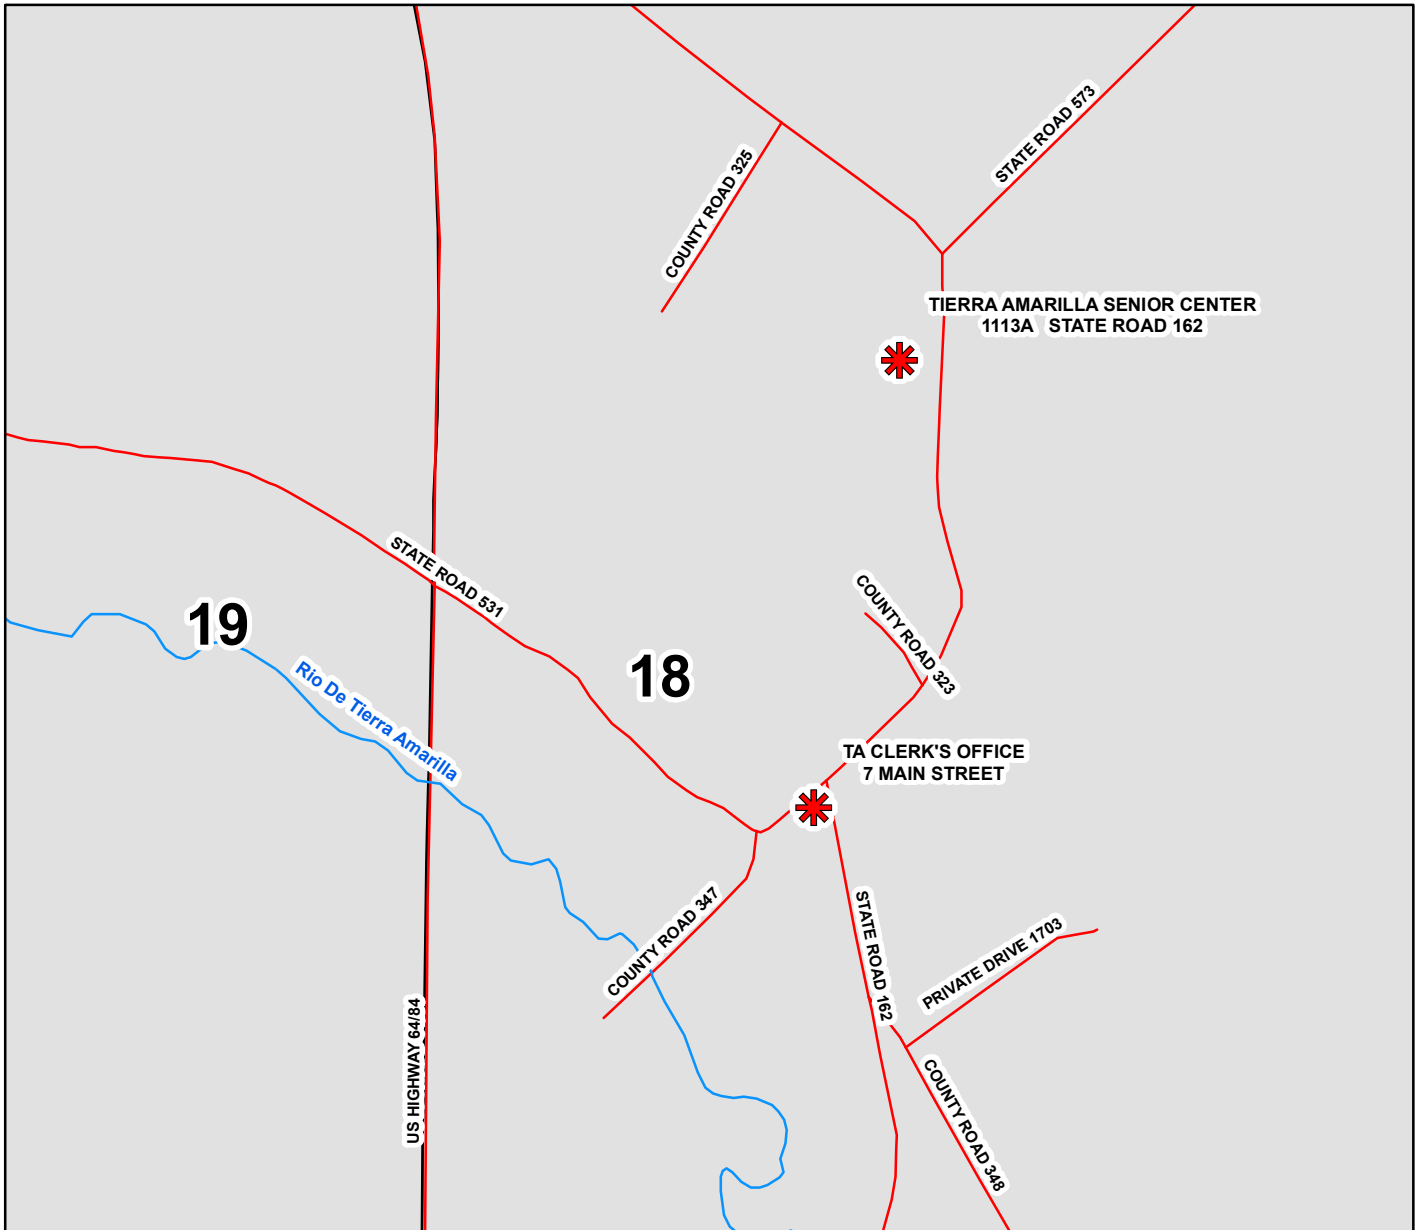 STATE ROAD 573
COUNTY ROAD 325
TIERRA AMARILLA SENIOR CENTER
1113A STATE ROAD 162
STATE ROAD 531
19
COUNTY ROAD 323
18
Rio De Tierra Amarilla
TA CLERK'S OFFICE
7 MAIN STREET
COUNTY ROAD 347
STATE ROAD 162
PRIVATE DRIVE 1703
US HIGHWAY 64/84
COUNTY ROAD 348